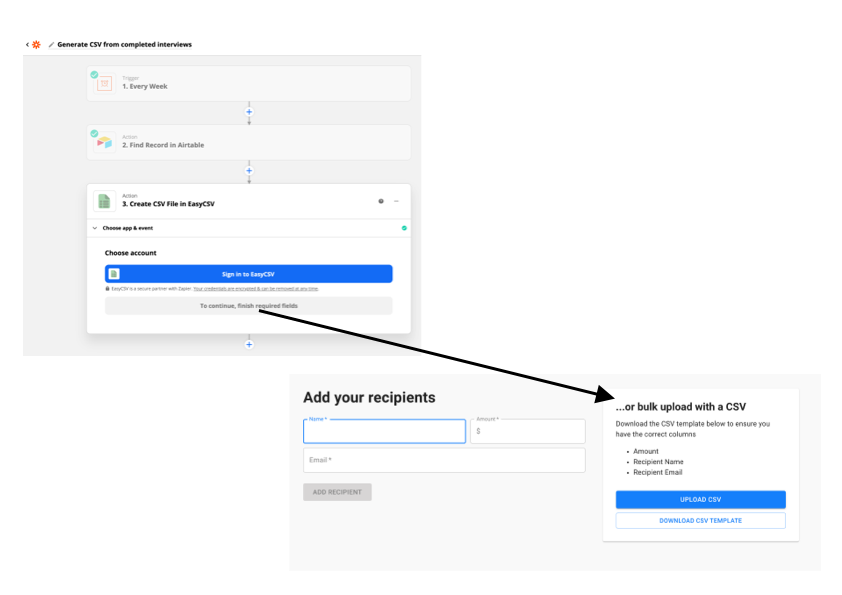 Generate CSV from completed interviews
Trigger
1. Every Week
Action
2. Find Record in Airtable
Action
3. Create CSV File in EasyCSV
Choose app & event
Choose account
Sign in to EasyCSV
EasyCSV is a secure partner with Zapier. Your credentials are encrypted & can be removed at any time.
To continue, finish required fields
Add your recipients
Name *
Amount *
$
Email *
ADD RECIPIENT
...or bulk upload with a CSV
Download the CSV template below to ensure you
have the correct columns
• Amount
• Recipient Name
• Recipient Email
UPLOAD CSV
DOWNLOAD CSV TEMPLATE